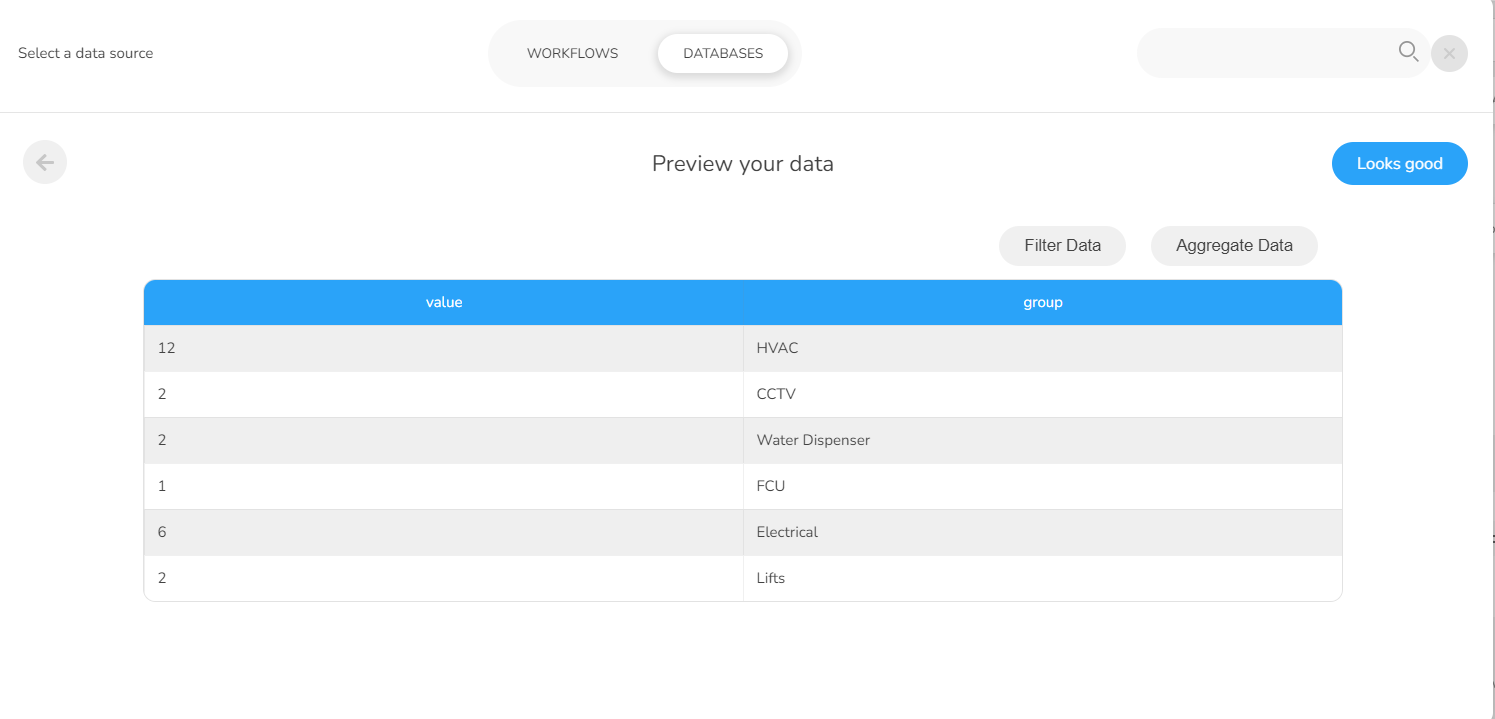 Select a data source
WORKFLOWS
DATABASES
Preview your data
Looks good
Filter Data
Aggregate Data
value group
12 HVAC
2 CCTV
2 Water Dispenser
1 FCU
6 Electrical
2 Lifts